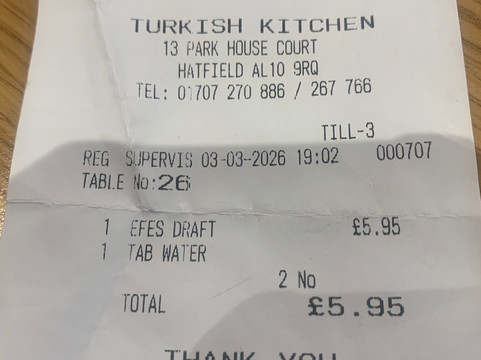 TURKISH KITCHEN
13 PARK HOUSE COURT
HATFIELD AL10 9RQ
TEL: 01707 270 886 / 267 766
TILL-3
REG SUPERVIS 03-03-2026 19:02 000707
TABLE No:26
1 EFES DRAFT £5.95
1 TAB WATER
2 No
TOTAL £5.95
THANK YOU